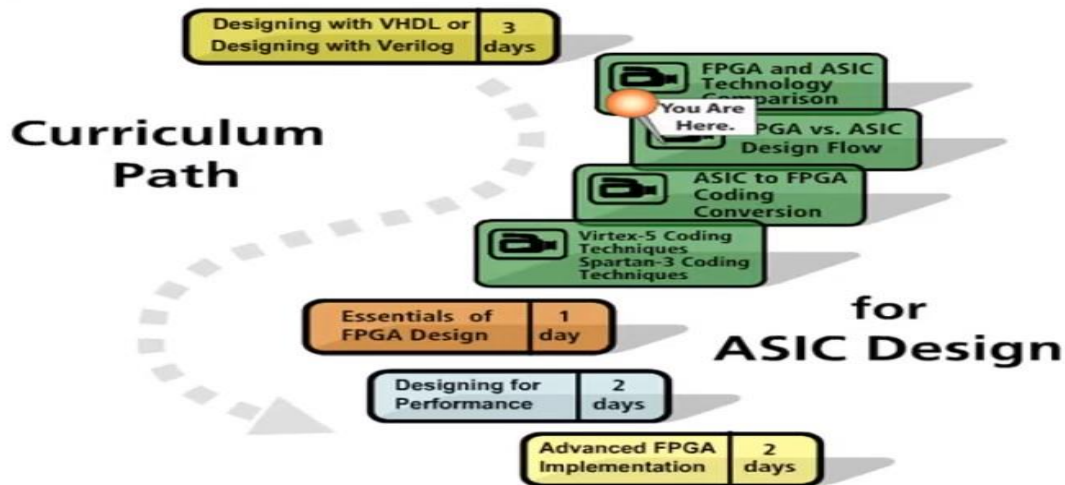 Designing with VHDL or
Designing with Verilog
3
days
FPGA and ASIC
Technology
Comparison
You Are
Here.
FPGA vs. ASIC
Design Flow
Curriculum
Path
ASIC to FPGA
Coding
Conversion
Virtex-5 Coding
Techniques
Spartan-3 Coding
Techniques
Essentials of
FPGA Design
1
day
for
ASIC Design
Designing for
Performance
2
days
Advanced FPGA
Implementation
2
days